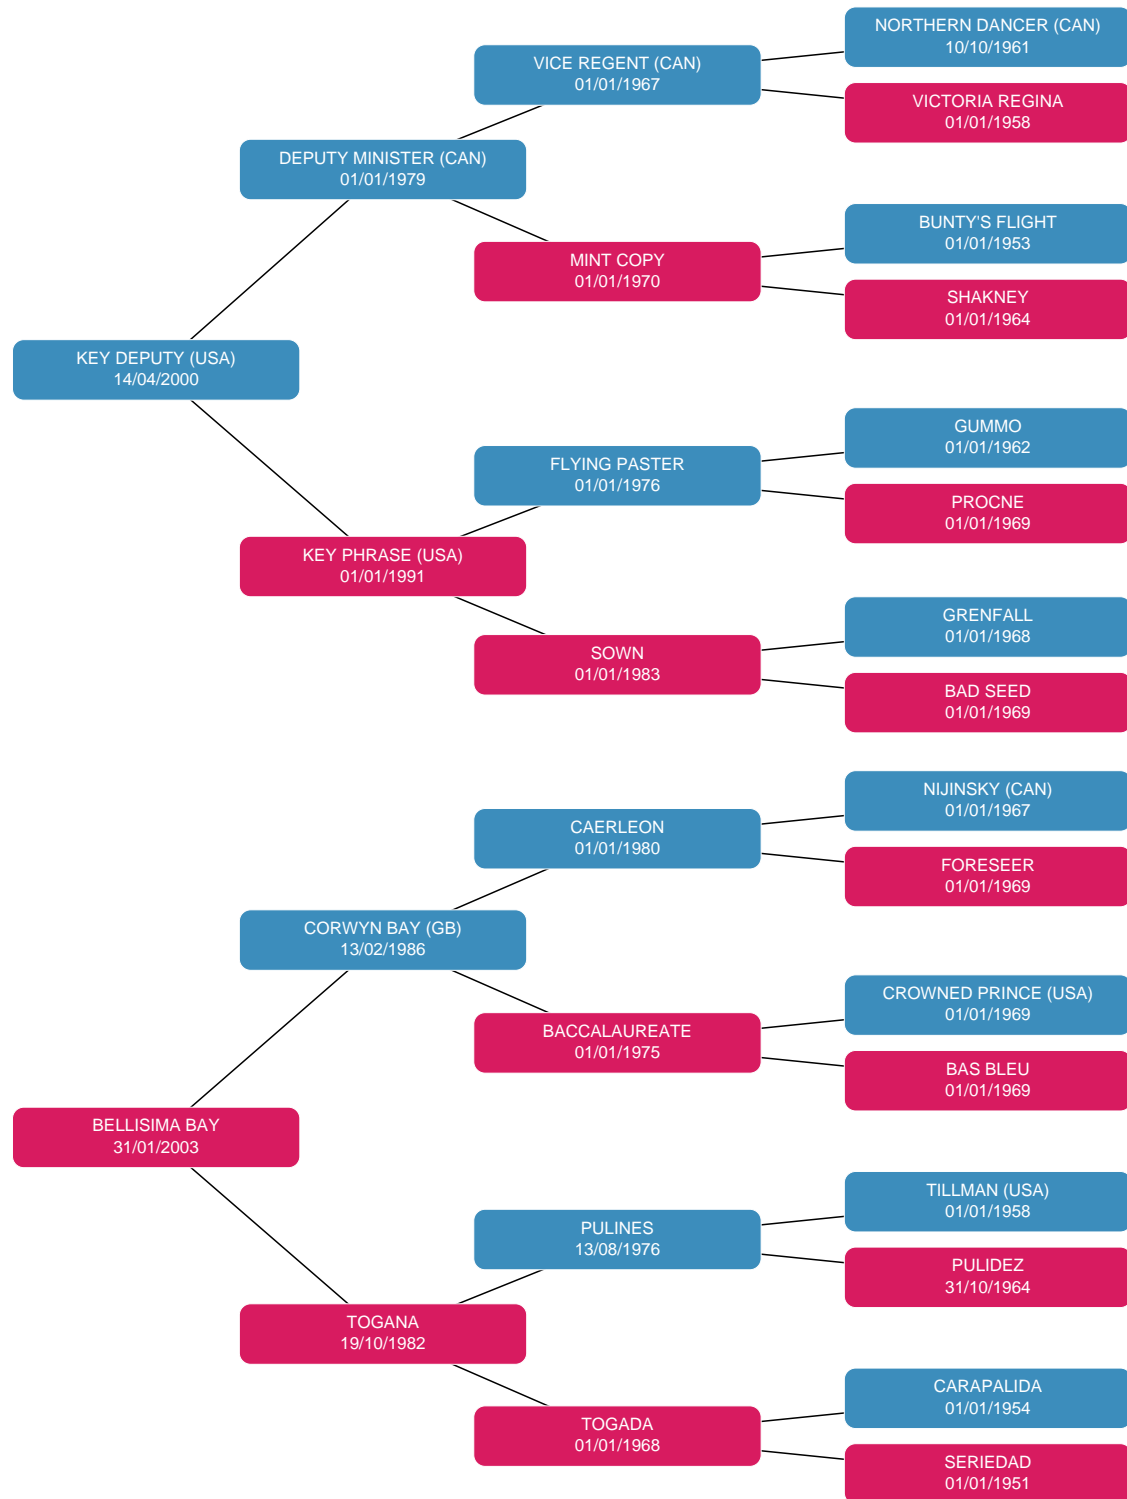 NORTHERN DANCER (CAN)
10/10/1961
VICE REGENT (CAN)
01/01/1967
VICTORIA REGINA
01/01/1958
DEPUTY MINISTER (CAN)
01/01/1979
BUNTY'S FLIGHT
01/01/1953
MINT COPY
01/01/1970
SHAKNEY
01/01/1964
KEY DEPUTY (USA)
14/04/2000
GUMMO
01/01/1962
FLYING PASTER
01/01/1976
PROCNE
01/01/1969
KEY PHRASE (USA)
01/01/1991
GRENFALL
01/01/1968
SOWN
01/01/1983
BAD SEED
01/01/1969
NIJINSKY (CAN)
01/01/1967
CAERLEON
01/01/1980
FORESEER
01/01/1969
CORWYN BAY (GB)
13/02/1986
CROWNED PRINCE (USA)
01/01/1969
BACCALAUREATE
01/01/1975
BAS BLEU
01/01/1969
BELLISIMA BAY
31/01/2003
TILLMAN (USA)
01/01/1958
PULINES
13/08/1976
PULIDEZ
31/10/1964
TOGANA
19/10/1982
CARAPALIDA
01/01/1954
TOGADA
01/01/1968
SERIEDAD
01/01/1951